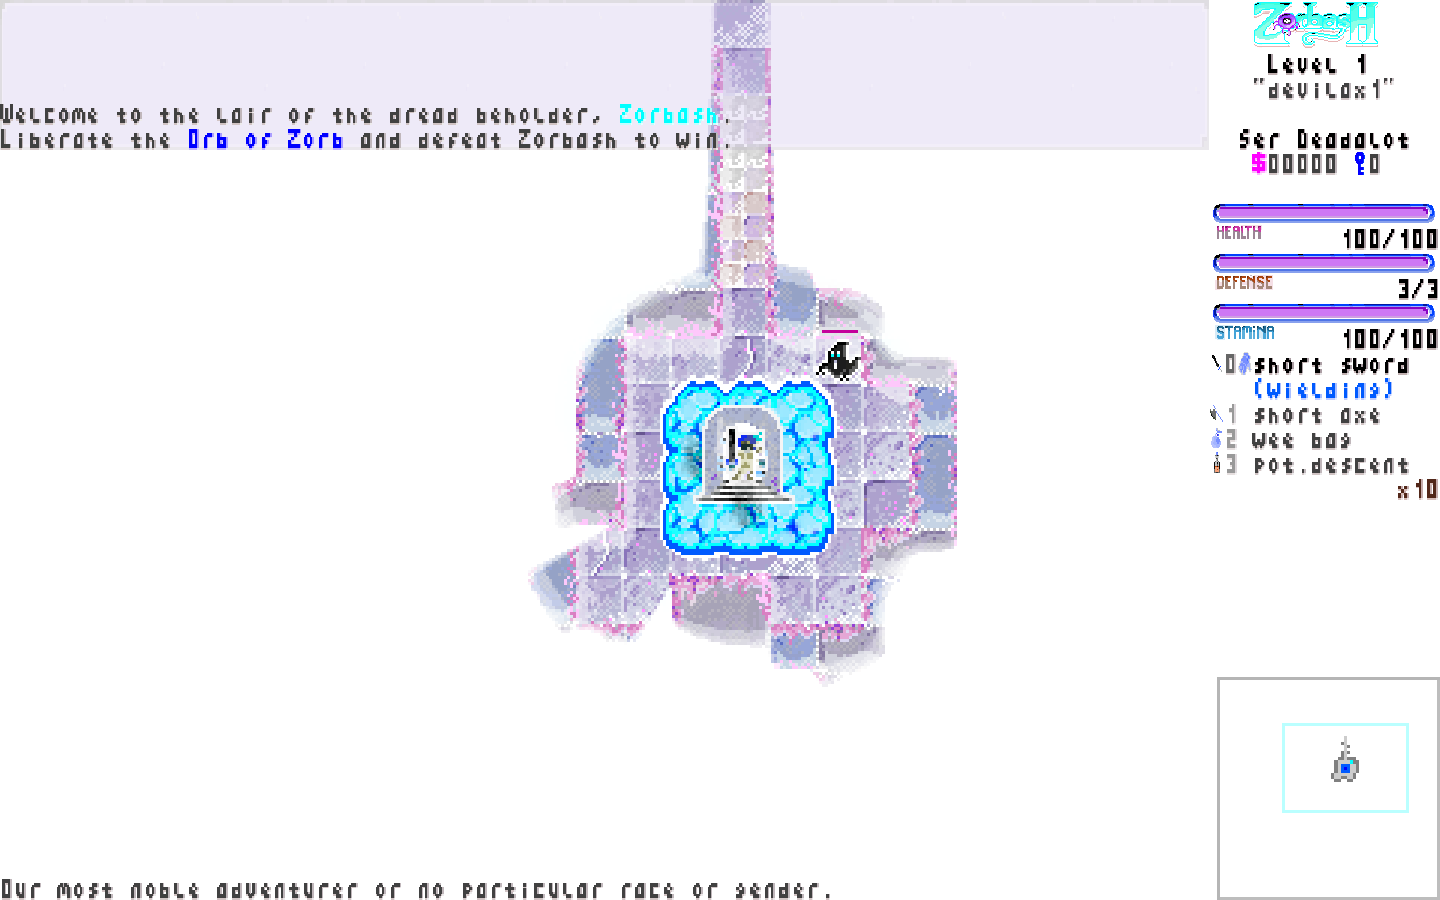 Welcome to the lair of the dread beholder, Zorbash.
Liberate the Orb of Zorb and defeat Zorbash to win.
ZorbasH
Level 1
"devilax1"
Ser Deadalot
$00000 0
HEALTH 100/100
DEFENSE 3/3
STAMINA 100/100
0 short sword
(wielding)
1 short axe
2 wee bag
3 pot.descent
x10
Our most noble adventurer of no particular race or gender.